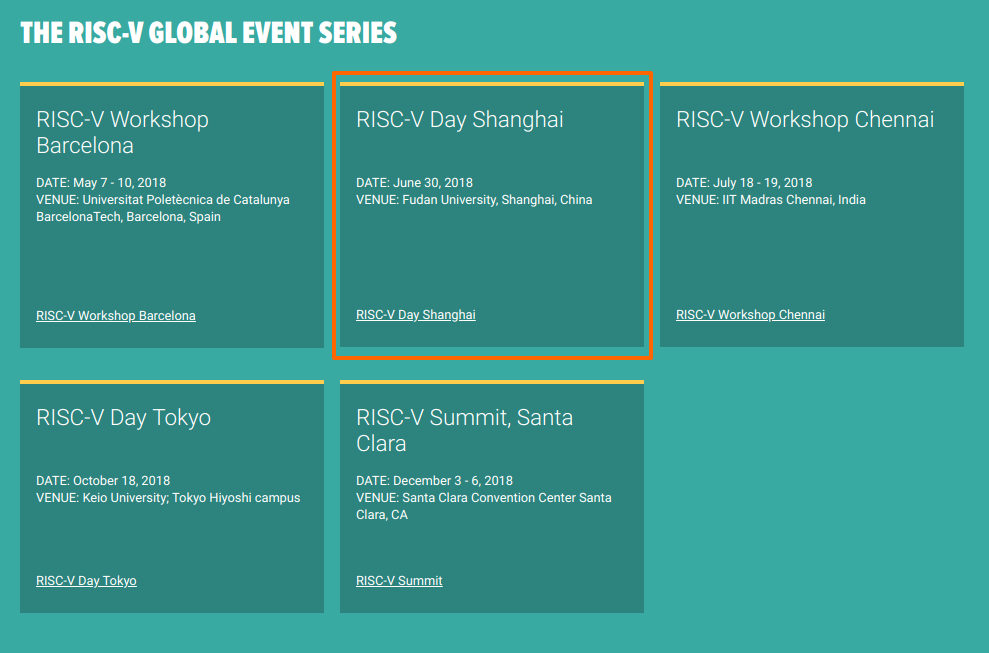 THE RISC-V GLOBAL EVENT SERIES
RISC-V Workshop
Barcelona
DATE: May 7 - 10, 2018
VENUE: Universitat Poletècnica de Catalunya
BarcelonaTech, Barcelona, Spain
RISC-V Workshop Barcelona
RISC-V Day Shanghai
DATE: June 30, 2018
VENUE: Fudan University, Shanghai, China
RISC-V Day Shanghai
RISC-V Workshop Chennai
DATE: July 18 - 19, 2018
VENUE: IIT Madras Chennai, India
RISC-V Workshop Chennai
RISC-V Day Tokyo
DATE: October 18, 2018
VENUE: Keio University; Tokyo Hiyoshi campus
RISC-V Day Tokyo
RISC-V Summit, Santa
Clara
DATE: December 3 - 6, 2018
VENUE: Santa Clara Convention Center Santa
Clara, CA
RISC-V Summit